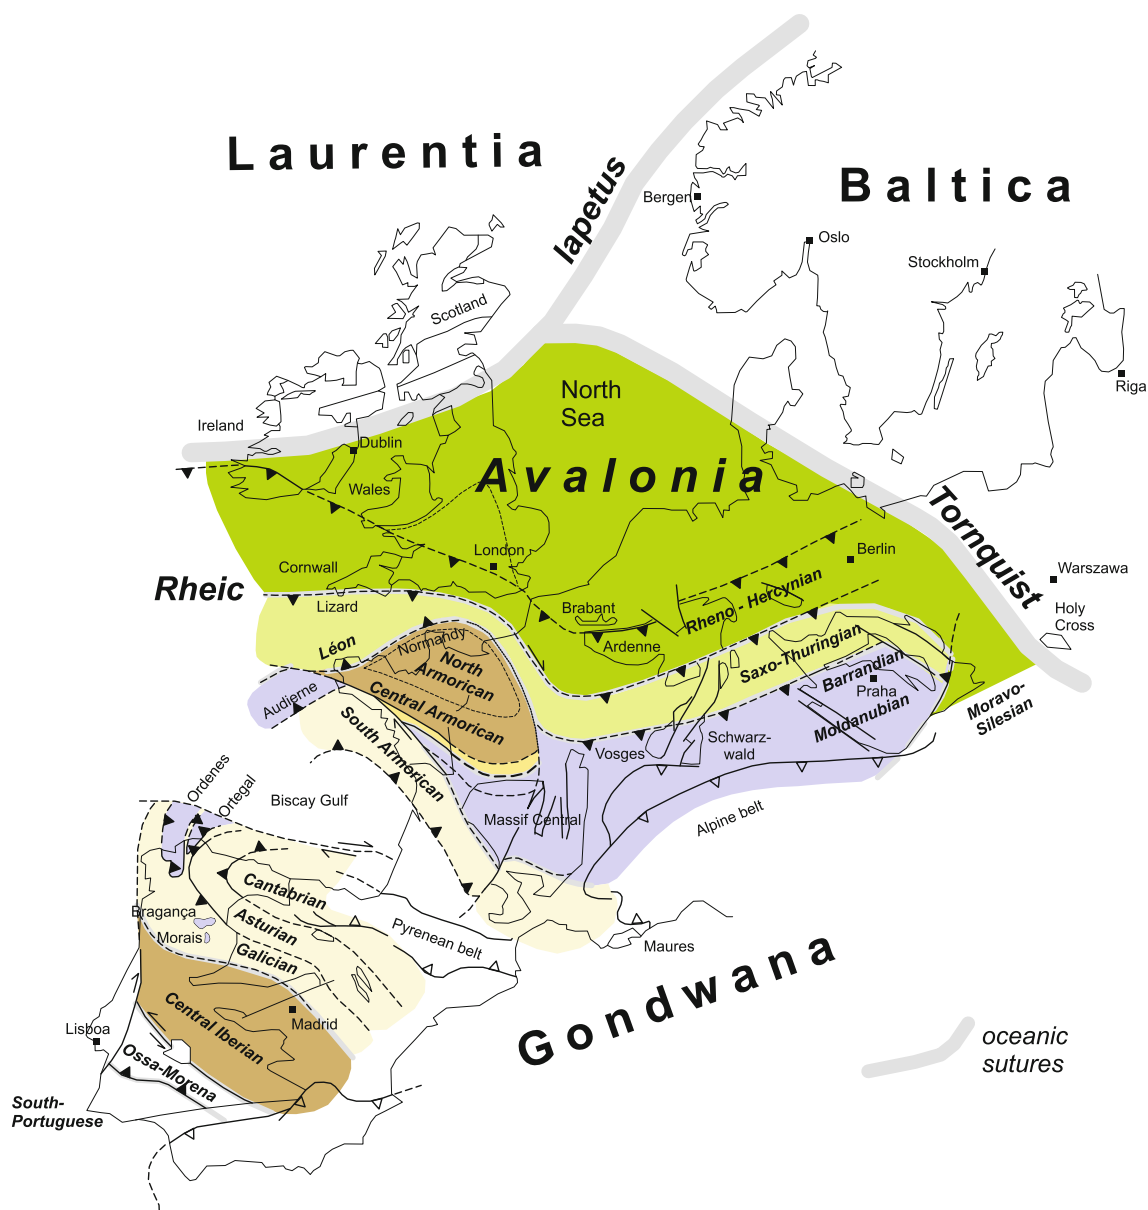 Laurentia
Iapetus
Baltica
Bergen
Oslo
Stockholm
Scotland
Riga
North
Sea
Ireland
Dublin
Avalonia
Wales
Tornquist
London
Berlin
Cornwall
Warszawa
Rheic
Lizard
Brabant
Rheno - Hercynian
Holy
Cross
Léon
Normandy
Ardenne
North
Armorican
Saxo-Thuringian
Barrandian
Praha
Audierne
Central Armorican
Moldanubian
Moravo-
Silesian
South Armorican
Vosges
Schwarz-
wald
Ordenes
Ortegal
Biscay Gulf
Massif Central
Alpine belt
Cantabrian
Bragança
Asturian
Morais
Galician
Pyrenean belt
Maures
Gondwana
Central Iberian
Madrid
Lisboa
Ossa-Morena
South-
Portuguese
oceanic
sutures